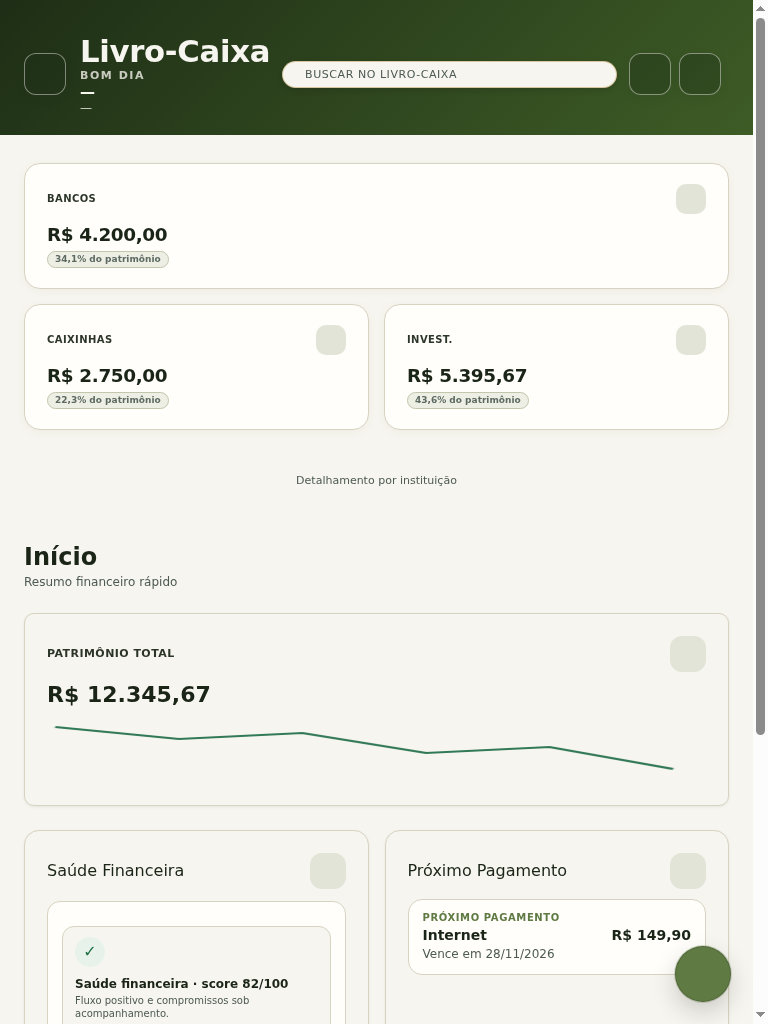 Livro-Caixa
BOM DIA
—
—
BUSCAR NO LIVRO-CAIXA
BANCOS
R$ 4.200,00
34,1% do patrimônio
CAIXINHAS
R$ 2.750,00
22,3% do patrimônio
INVEST.
R$ 5.395,67
43,6% do patrimônio
Detalhamento por instituição
Início
Resumo financeiro rápido
PATRIMÔNIO TOTAL
R$ 12.345,67
Saúde Financeira
✓
Saúde financeira · score 82/100
Fluxo positivo e compromissos sob
acompanhamento.
Próximo Pagamento
PRÓXIMO PAGAMENTO
Internet R$ 149,90
Vence em 28/11/2026